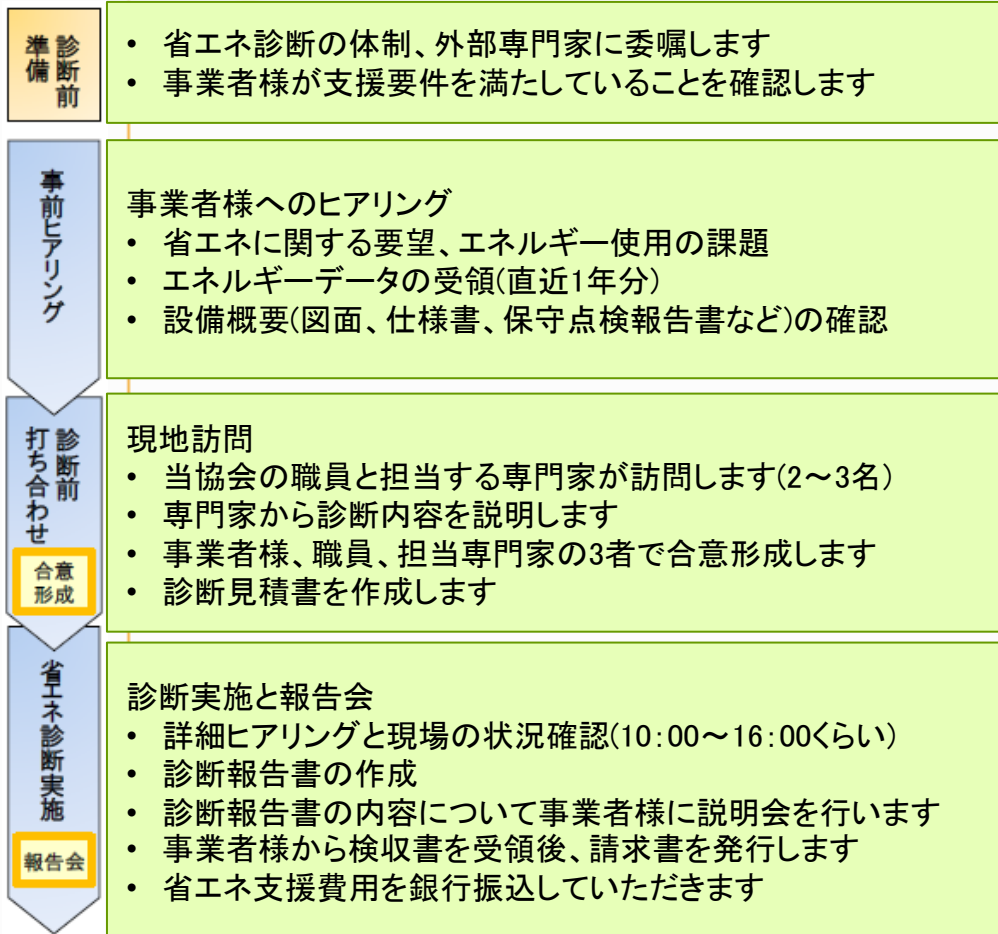 診断前
準備
• 省エネ診断の体制、外部専門家に委嘱します
• 事業者様が支援要件を満たしていることを確認します
事前ヒアリング
事業者様へのヒアリング
• 省エネに関する要望、エネルギー使用の課題
• エネルギーデータの受領(直近1年分)
• 設備概要(図面、仕様書、保守点検報告書など)の確認
診断前
打ち合わせ
合意
形成
現地訪問
• 当協会の職員と担当する専門家が訪問します(2～3名)
• 専門家から診断内容を説明します
• 事業者様、職員、担当専門家の3者で合意形成します
• 診断見積書を作成します
省エネ診断実施
報告会
診断実施と報告会
• 詳細ヒアリングと現場の状況確認(10:00～16:00くらい)
• 診断報告書の作成
• 診断報告書の内容について事業者様に説明会を行います
• 事業者様から検収書を受領後、請求書を発行します
• 省エネ支援費用を銀行振込していただきます